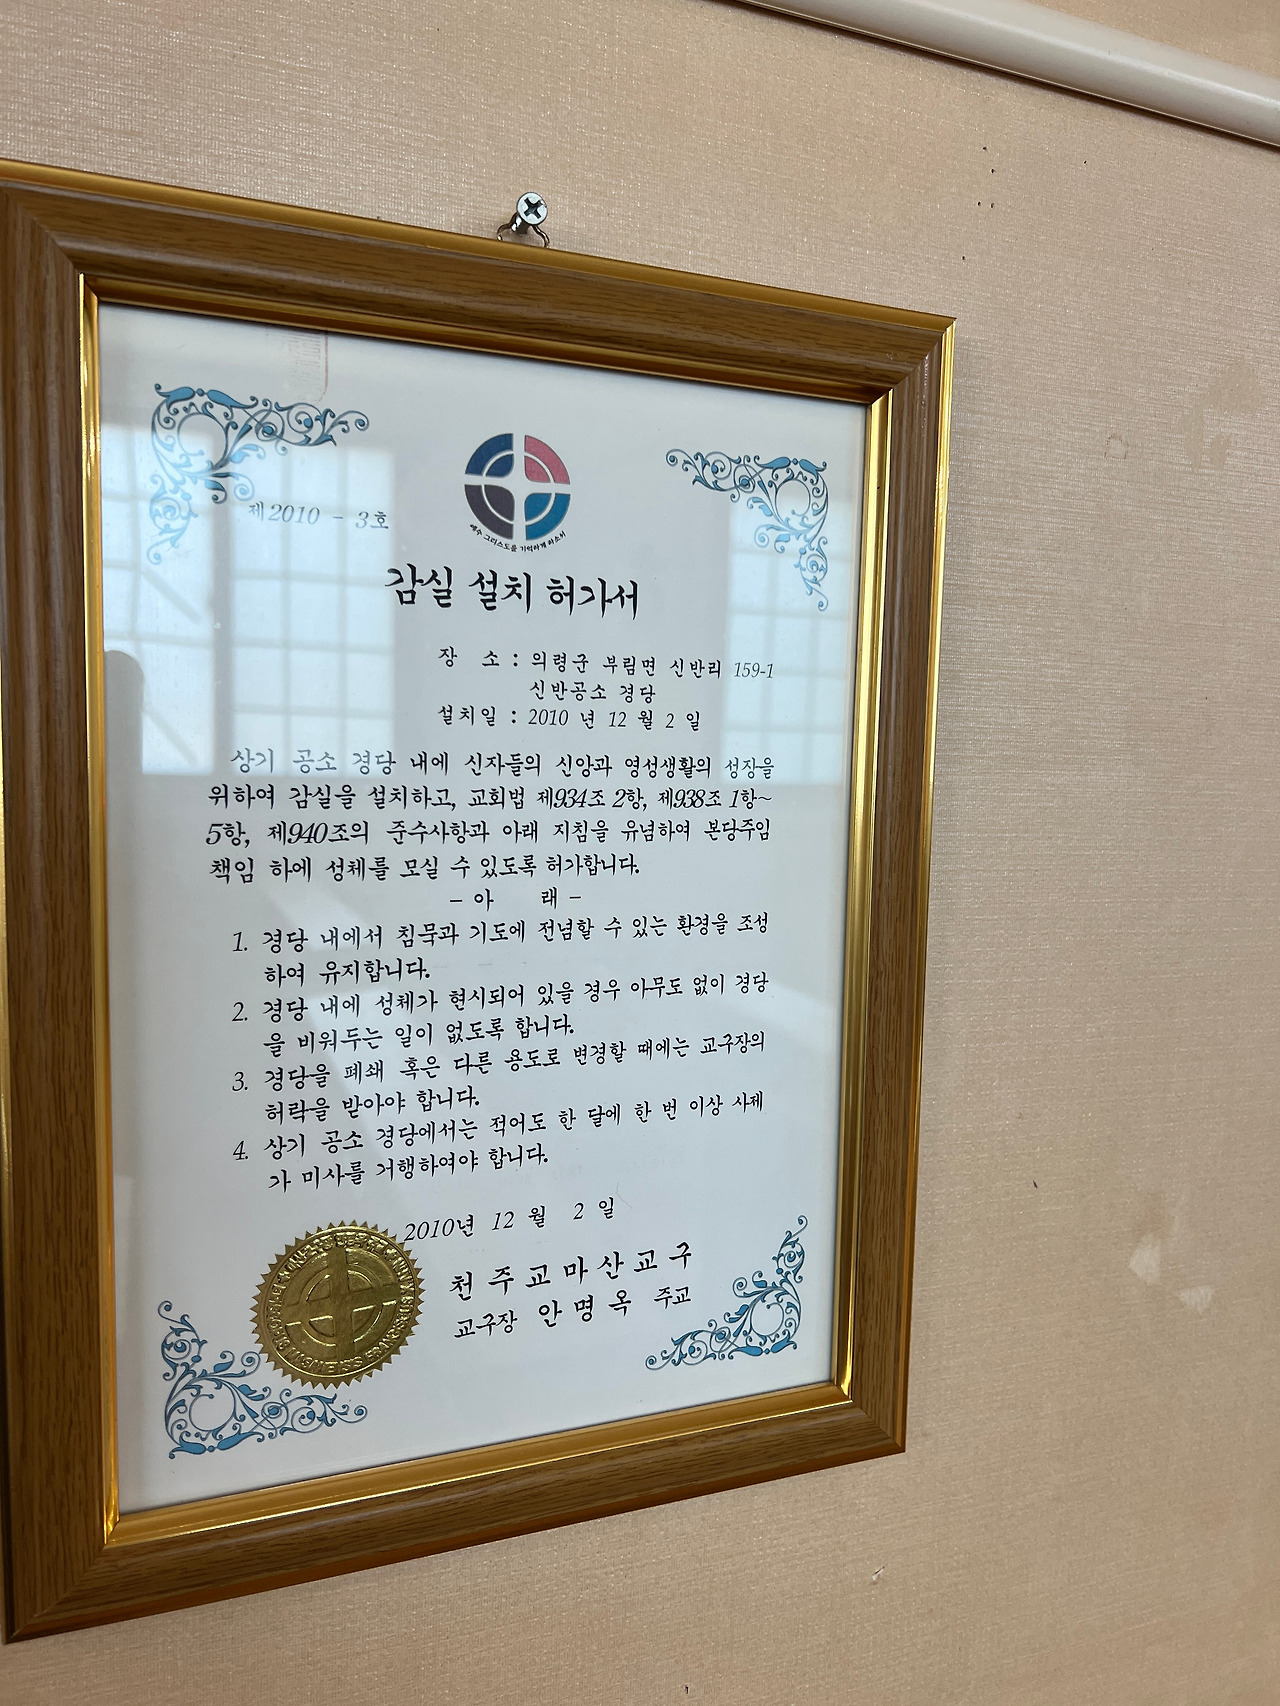 제2010 - 3호
예수 그리스도를 기억하게 하소서
감실 설치 허가서
장 소 : 의령군 부림면 신반리 159-1
신반공소 경당
설치일 : 2010 년 12 월 2 일
상기 공소 경당 내에 신자들의 신앙과 영성생활의 성장을
위하여 감실을 설치하고, 교회법 제934조 2항, 제938조 1항~
5항, 제940조의 준수사항과 아래 지침을 유념하여 본당주임
책임 하에 성체를 모실 수 있도록 허가합니다.
- 아 래 -
1. 경당 내에서 침묵과 기도에 전념할 수 있는 환경을 조성
하여 유지합니다.
2. 경당 내에 성체가 현시되어 있을 경우 아무도 없이 경당
을 비워두는 일이 없도록 합니다.
3. 경당을 폐쇄 혹은 다른 용도로 변경할 때에는 교구장의
허락을 받아야 합니다.
4. 상기 공소 경당에서는 적어도 한 달에 한 번 이상 사제
가 미사를 거행하여야 합니다.
2010년 12 월 2 일
천주교마산교구
교구장 안명옥 주교